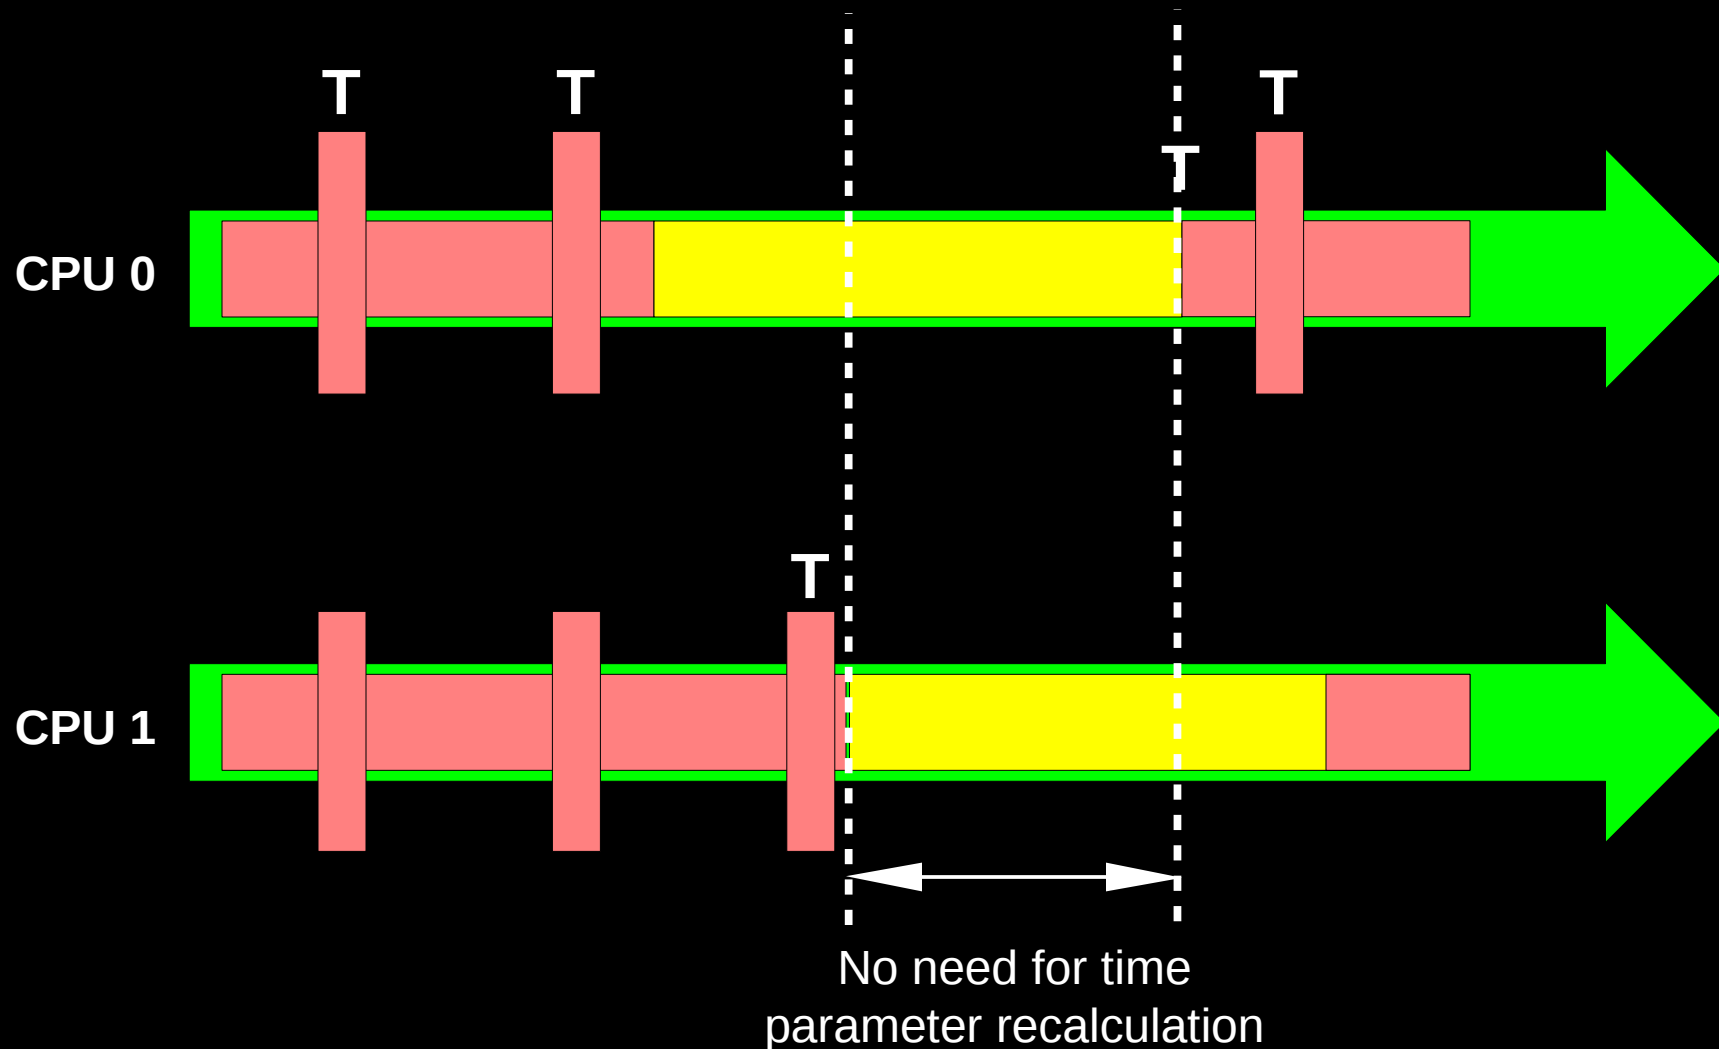 T T T
T
CPU 0
T
CPU 1
No need for time
parameter recalculation